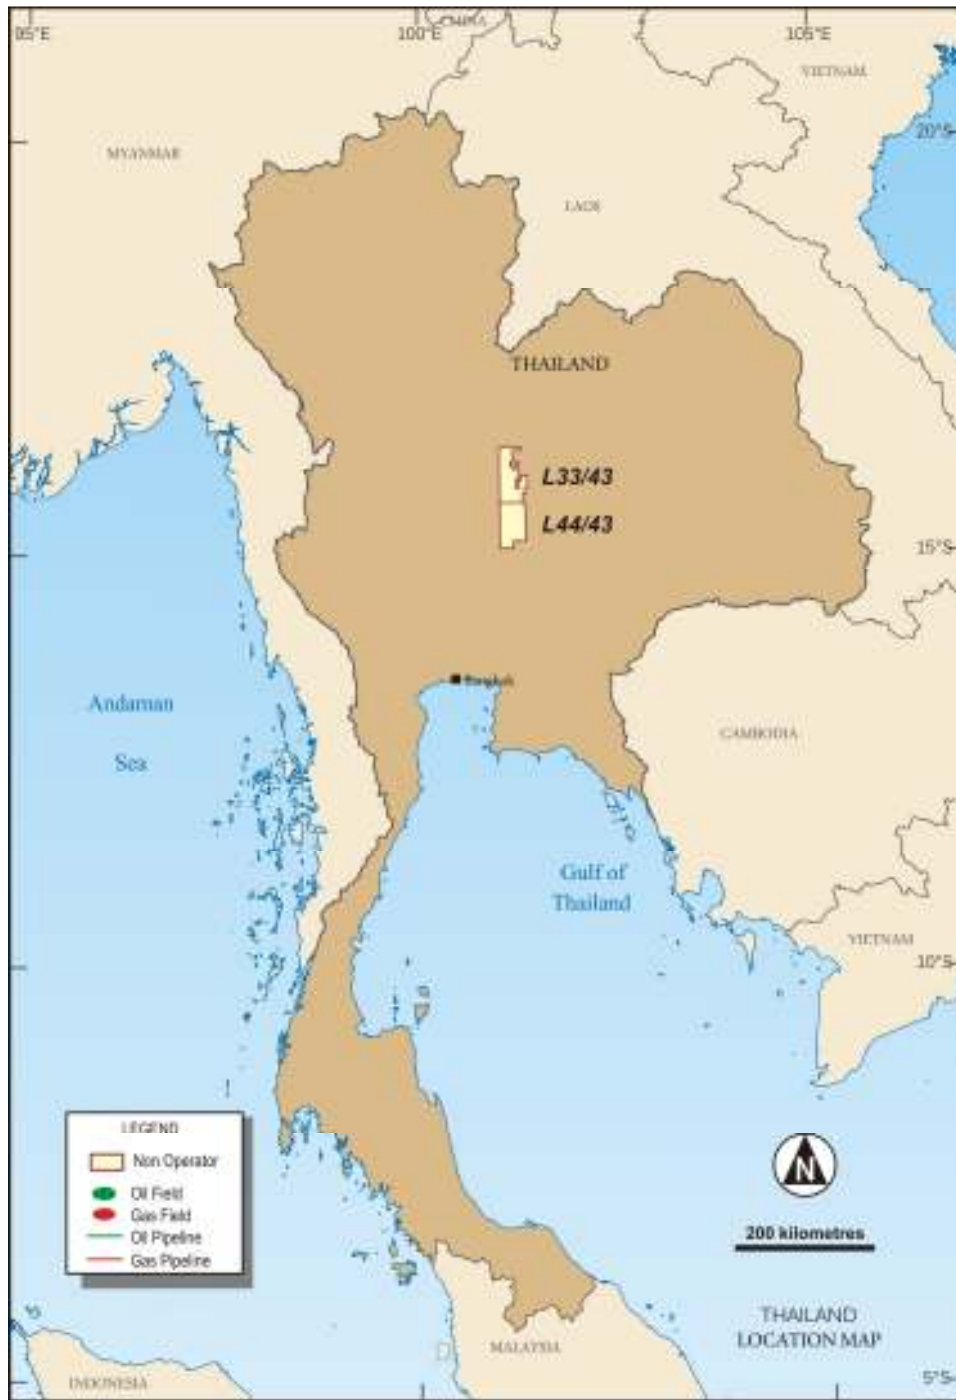 95°E
100°E
105°E
CHINA
VIETNAM
20°S
MYANMAR
LAOS
THAILAND
L33/43
L44/43
15°S
Bangkok
Andaman
Sea
CAMBODIA
Gulf of
Thailand
VIETNAM
10°S
LEGEND
Non Operator
Oil Field
Gas Field
Oil Pipeline
Gas Pipeline
N
200 kilometres
THAILAND
LOCATION MAP
MALAYSIA
INDONESIA
5°S